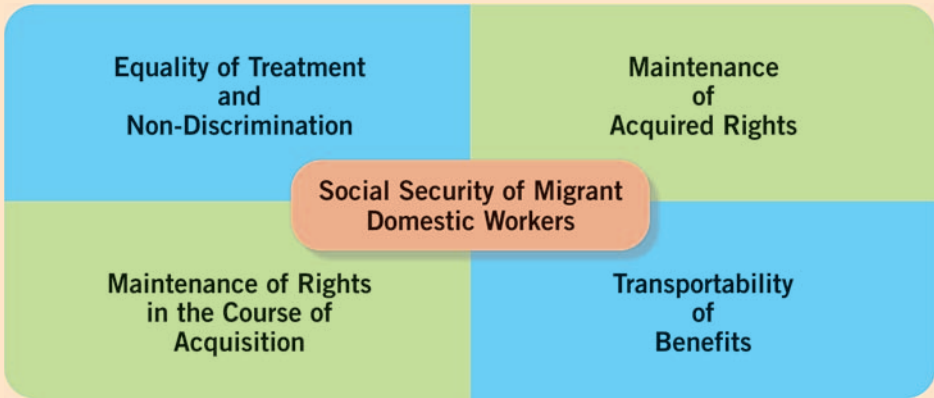 Equality of Treatment
and
Non-Discrimination
Maintenance
of
Acquired Rights
Social Security of Migrant
Domestic Workers
Maintenance of Rights
in the Course of
Acquisition
Transportability
of
Benefits